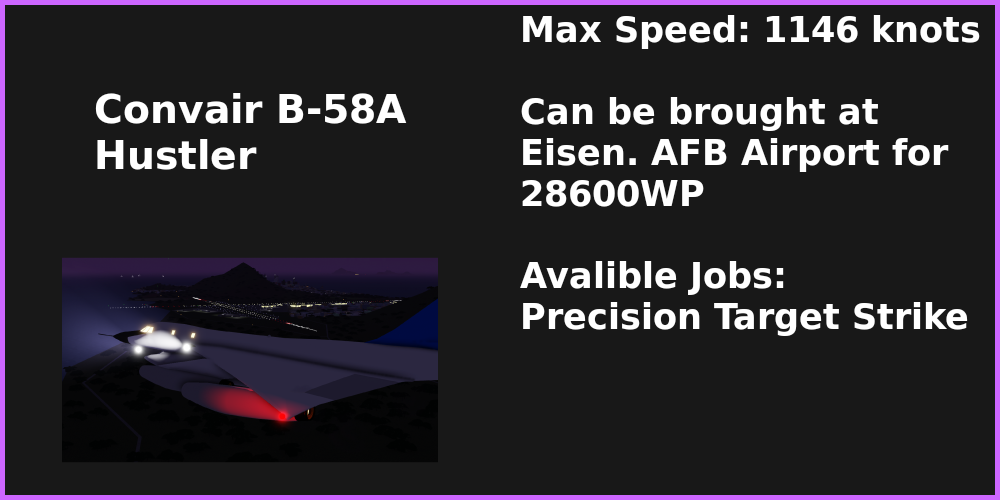 Convair B-58A
Hustler
Max Speed: 1146 knots
Can be brought at
Eisen. AFB Airport for
28600WP
Avalible Jobs:
Precision Target Strike